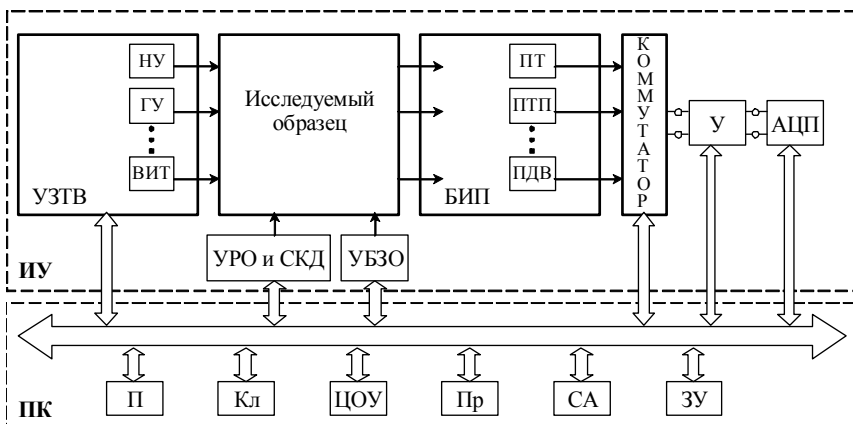 НУ
ГУ
ВИТ
УЗТВ
Исследуемый
образец
ПТ
ПТП
ПДВ
БИП
КОММУТАТОР
У
АЦП
УРО и СКД
УБЗО
ИУ
П
Кл
ЦОУ
Пр
СА
ЗУ
ПК